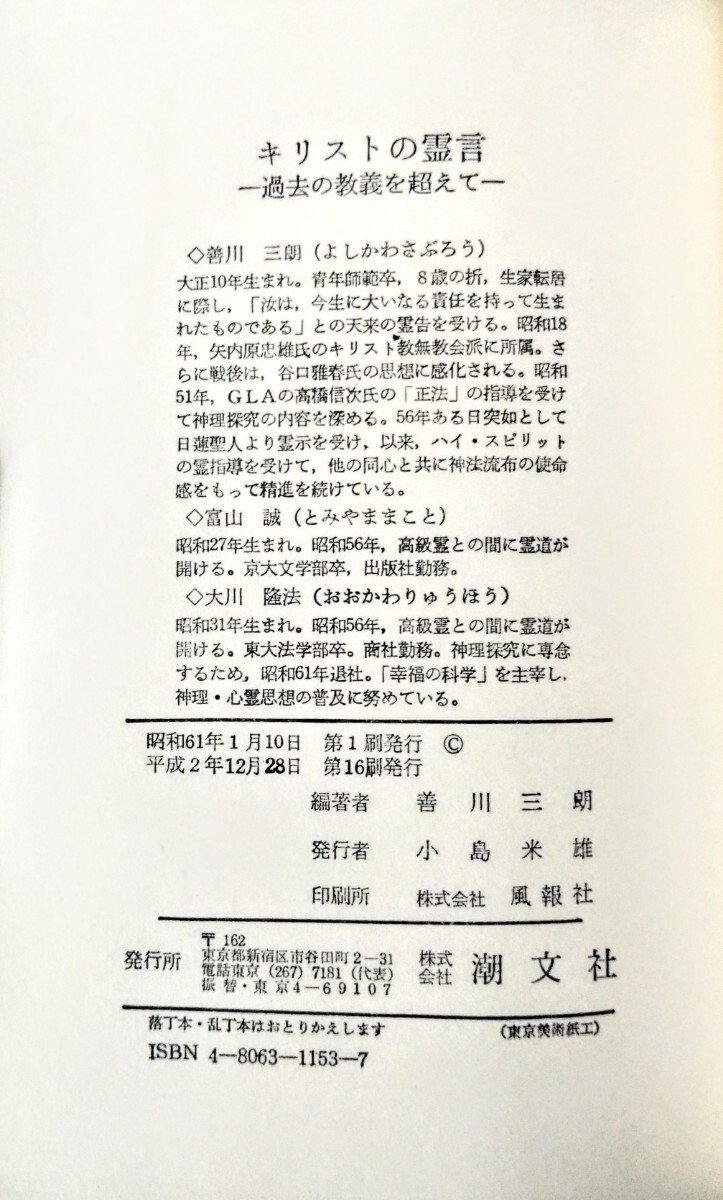 キリストの霊言
―過去の教義を超えて―
◇善川 三朗（よしかわさぶろう）
大正10年生まれ。青年師範卒，８歳の折，生家転居
に際し，「汝は，今生に大いなる責任を持って生ま
れたものである」との天来の霊告を受ける。昭和18
年，矢内原忠雄氏のキリスト教無教会派に所属。さ
らに戦後は，谷口雅春氏の思想に感化される。昭和
51年，ＧＬＡの高橋信次氏の「正法」の指導を受け
て神理探究の内容を深める。56年ある日突如として
日蓮聖人より霊示を受け，以来，ハイ・スピリット
の霊指導を受けて，他の同心と共に神法流布の使命
感をもって精進を続けている。
◇富山 誠（とみやままこと）
昭和27年生まれ。昭和56年，高級霊との間に霊道が
開ける。京大文学部卒，出版社勤務。
◇大川 隆法（おおかわりゅうほう）
昭和31年生まれ。昭和56年，高級霊との間に霊道が
開ける。東大法学部卒。商社勤務。神理探究に専念
するため，昭和61年退社。「幸福の科学」を主宰し，
神理・心霊思想の普及に努めている。
昭和61年１月10日 第１刷発行 ©
平成２年12月28日 第16刷発行
編著者 善川三朗
発行者 小島米雄
印刷所 株式会社 風報社
発行所 〒162
東京都新宿区市谷田町２―31
電話東京（267）7181（代表）
振替・東京４―６９１０７
株式会社 潮文社
落丁本・乱丁本はおとりかえします （東京美術紙工）
ISBN 4―8063―1153―7